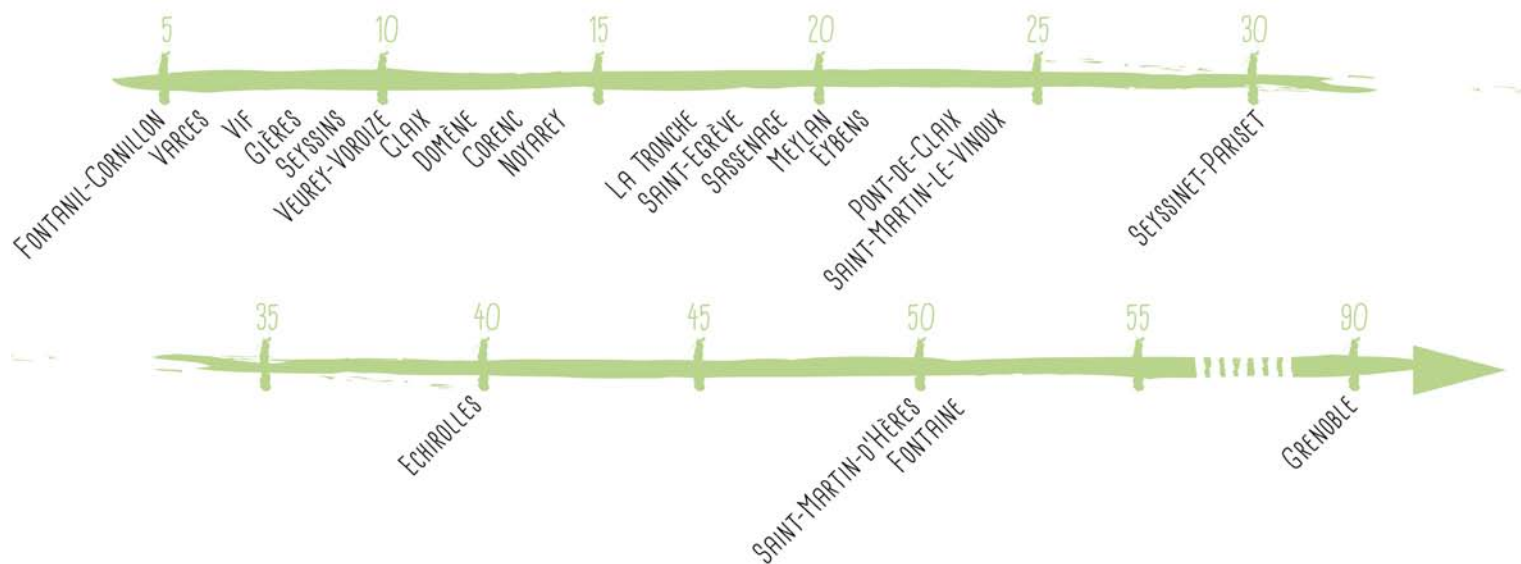 5 10 15 20 25 30
Fontanil-Cornillon
Varces
Vif
Gières
Seyssins
Veurey-Voroize
Claix
Domène
Corenc
Noyarey
La Tronche
Saint-Egrève
Sassenage
Meylan
Eybens
Pont-de-Claix
Saint-Martin-le-Vinoux
Seyssinet-Pariset
35 40 45 50 55 90
Echirolles
Saint-Martin-d'Hères
Fontaine
Grenoble